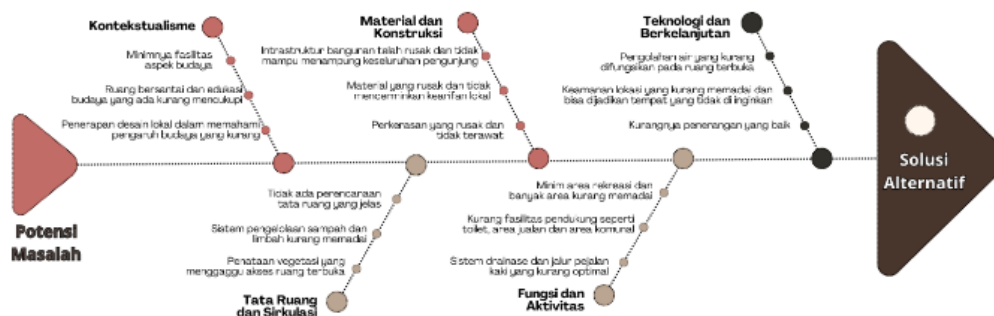 Kontekstualisme
Minimnya fasilitas
aspek budaya
Ruang bersantai dan edukasi
budaya yang ada kurang mencukupi
Penerapan desain lokal dalam memahami
pengaruh budaya yang kurang
Material dan
Konstruksi
Intrastruktur bangunan talah rusak dan tidak
mampu menampung keseluruhan pengunjung
Material yang rusak dan tidak
mencerminkan kearifan lokal
Perkerasan yang rusak dan
tidak terawat
Teknologi dan
Berkelanjutan
Pengolahan air yang kurang
difungsikan pada ruang terbuka
Keamanan lokasi yang kurang memadai dan
bisa dijadikan tempat yang tidak di inginkan
Kurangnya penerangan yang baik
Potensi
Masalah
Solusi
Alternatif
Tidak ada perencanaan
tata ruang yang jelas
Sistem pengelolaan sampah dan
limbah kurang memadai
Penataan vegetasi yang
menggaggu akses ruang terbuka
Tata Ruang
dan Sirkulasi
Minim area rekreasi dan
banyak area kurang memadai
Kurang fasilitas pendukung seperti
toilet, area jualan dan area komunal
Sistem drainase dan jalur pejalan
kaki yang kurang optimal
Fungsi dan
Aktivitas